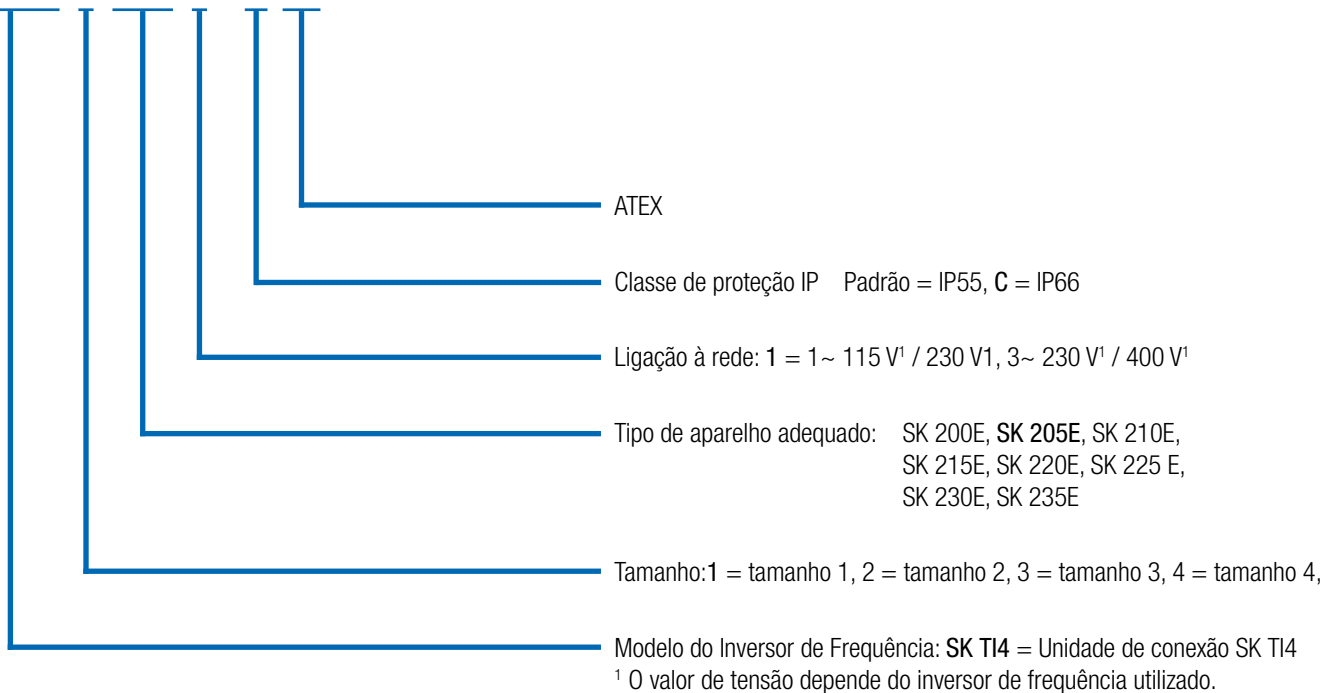 ATEX
Classe de proteção IP Padrão = IP55, C = IP66
Ligação à rede: 1 = 1~ 115 V¹ / 230 V1, 3~ 230 V¹ / 400 V¹
Tipo de aparelho adequado: SK 200E, SK 205E, SK 210E,
SK 215E, SK 220E, SK 225 E,
SK 230E, SK 235E
Tamanho:1 = tamanho 1, 2 = tamanho 2, 3 = tamanho 3, 4 = tamanho 4,
Modelo do Inversor de Frequência: SK TI4 = Unidade de conexão SK TI4
¹ O valor de tensão depende do inversor de frequência utilizado.